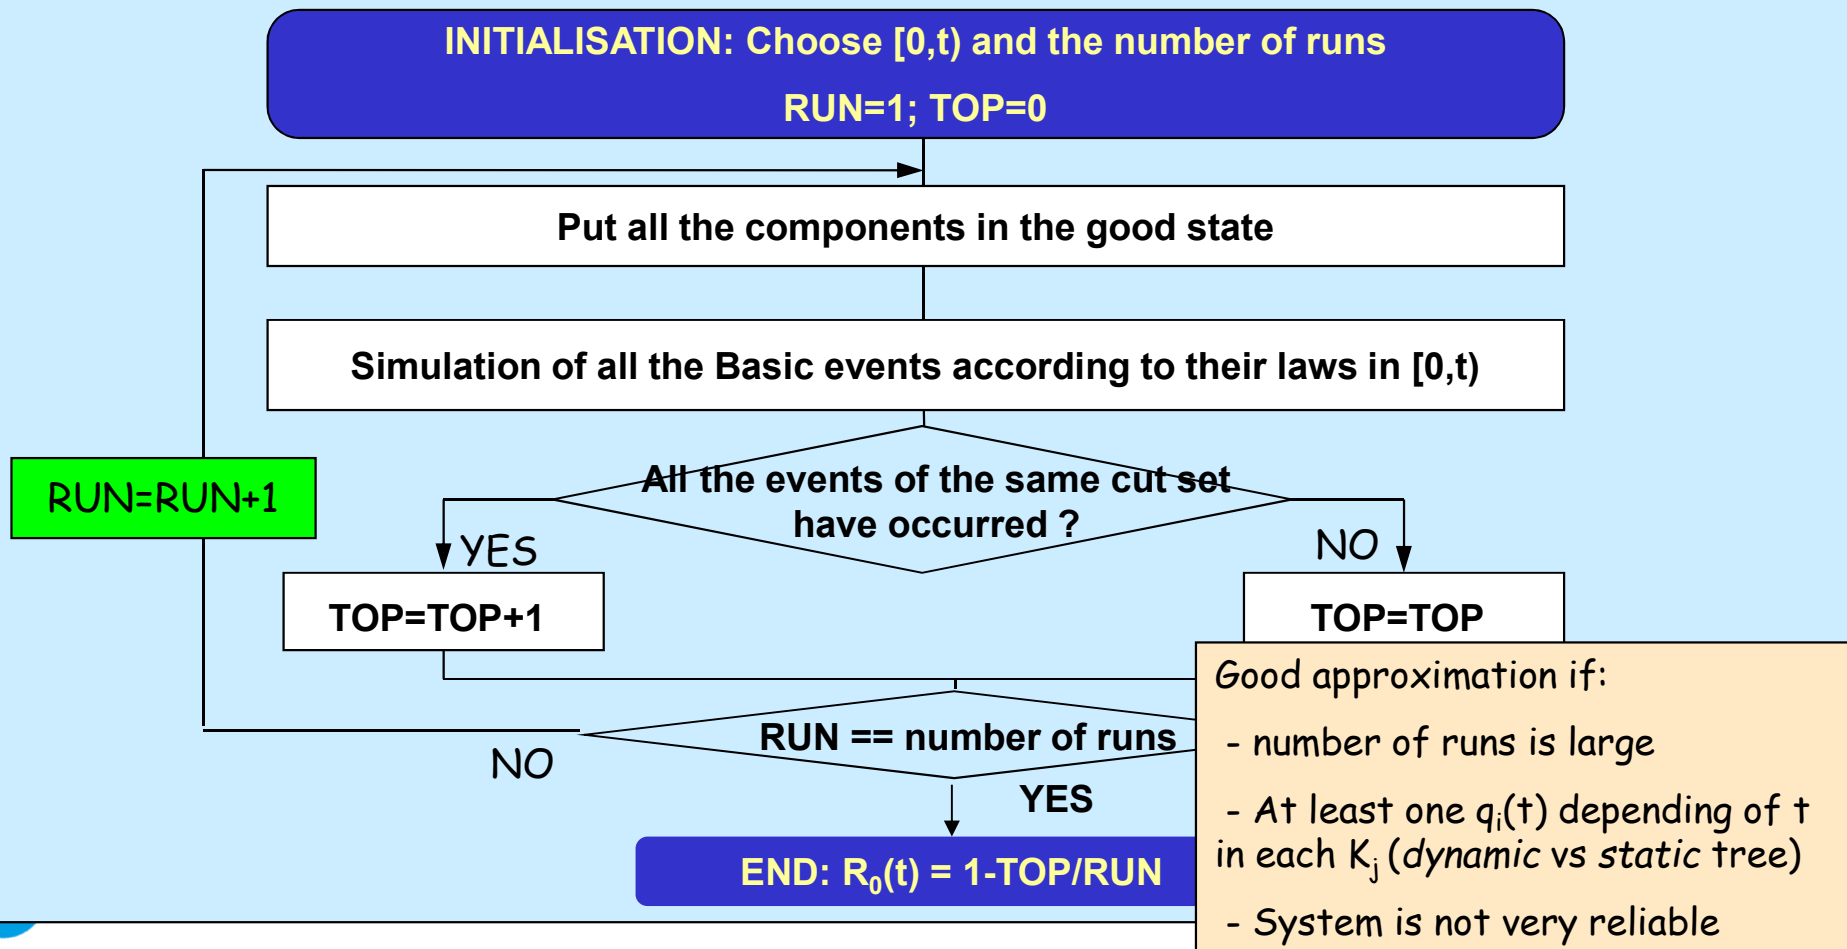 INITIALISATION: Choose [0,t) and the number of runs
RUN=1; TOP=0
Put all the components in the good state
Simulation of all the Basic events according to their laws in [0,t)
All the events of the same cut set
have occurred ?
RUN=RUN+1
YES
NO
TOP=TOP+1
TOP=TOP
RUN == number of runs
NO
YES
END: R₀(t) = 1-TOP/RUN
Good approximation if:
- number of runs is large
- At least one qᵢ(t) depending of t
in each Kⱼ (dynamic vs static tree)
- System is not very reliable